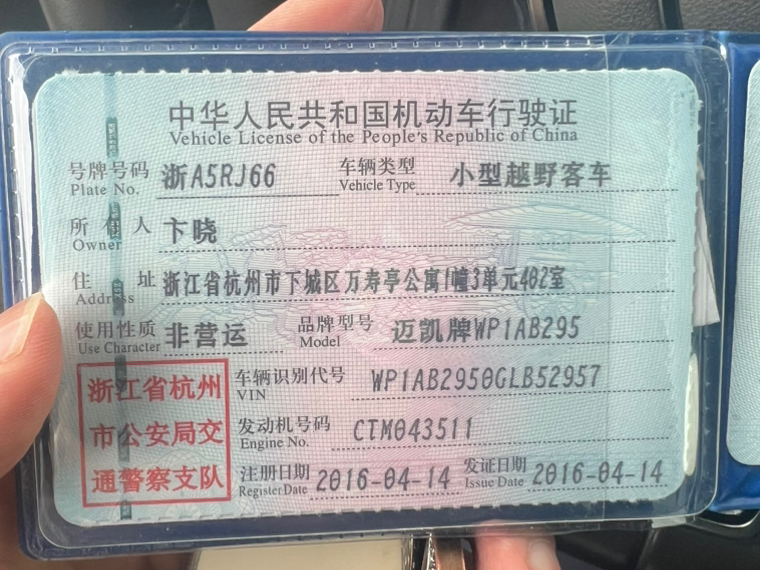 中华人民共和国机动车行驶证
Vehicle License of the People's Republic of China
号牌号码 浙A5RJ66 车辆类型 小型越野客车
Plate No. Vehicle Type
所有人 卞晓
Owner
住址 浙江省杭州市下城区万寿亭公寓1幢3单元402室
Address
使用性质 非营运 品牌型号 迈凯牌WP1AB295
Use Character Model
浙江省杭州 车辆识别代号 WP1AB2950GLB52957
VIN
市公安局交 发动机号码 CTM043511
Engine No.
通警察支队 注册日期 2016-04-14 发证日期 2016-04-14
Register Date Issue Date